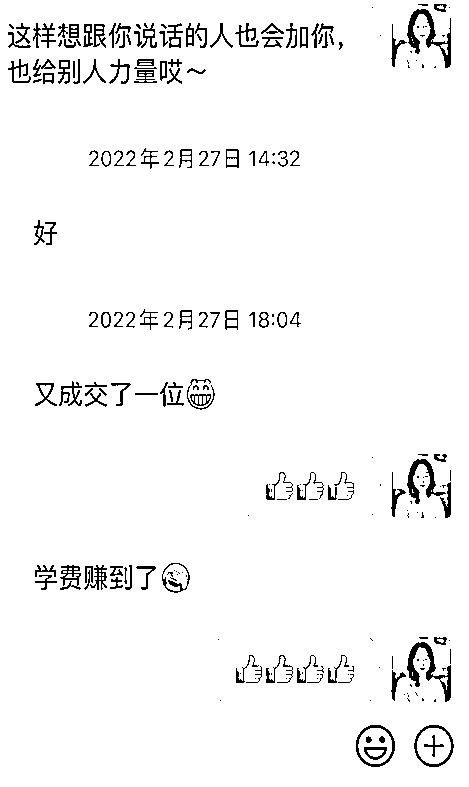 这样想跟你说话的人也会加你，
也给别人力量哎～
2022年2月27日 14:32
好
2022年2月27日 18:04
又成交了一位😁
👍👍👍
学费赚到了🤧
👍👍👍👍